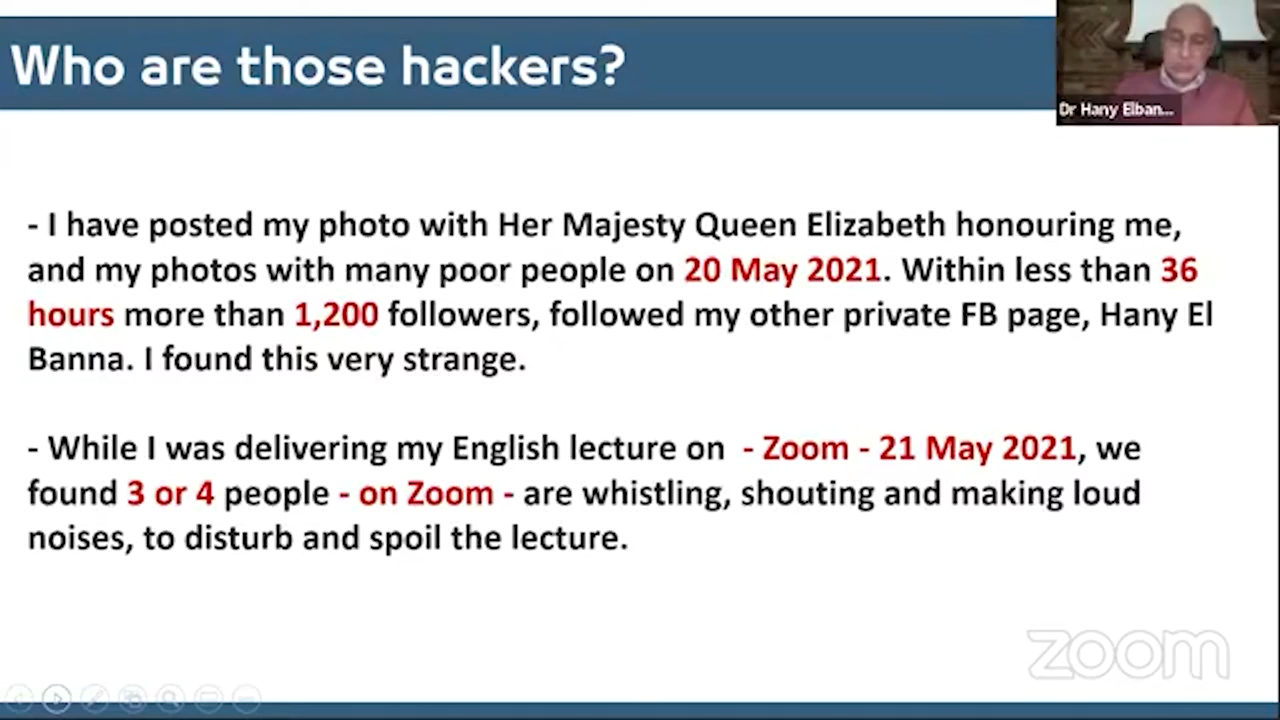 Who are those hackers?
Dr Hany Elban...
- I have posted my photo with Her Majesty Queen Elizabeth honouring me,
and my photos with many poor people on 20 May 2021. Within less than 36
hours more than 1,200 followers, followed my other private FB page, Hany El
Banna. I found this very strange.
- While I was delivering my English lecture on - Zoom - 21 May 2021, we
found 3 or 4 people - on Zoom - are whistling, shouting and making loud
noises, to disturb and spoil the lecture.
zoom